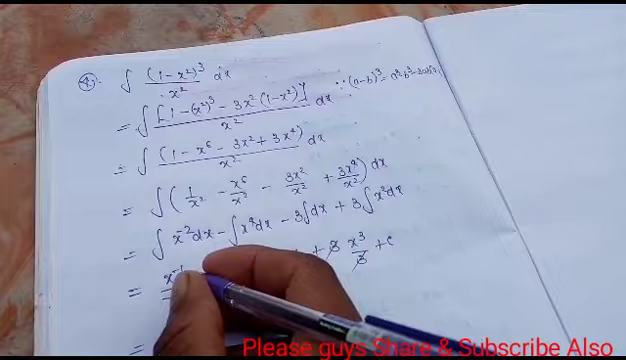 4). ∫ (1-x²)³/x² dx
= ∫ [1-(x²)³-3x²(1-x²)]/x² dx ∵ (a-b)³=a³-b³-3ab(a
= ∫ (1-x⁶-3x²+3x⁴)/x² dx
= ∫ (1/x² - x⁶/x² - 3x²/x² + 3x⁴/x²) dx
= ∫ x⁻² dx - ∫ x⁴ dx - 3∫ dx + 3∫ x² dx
= x⁻¹ + 3 x³/3 + c
=
Please guys Share & Subscribe Also